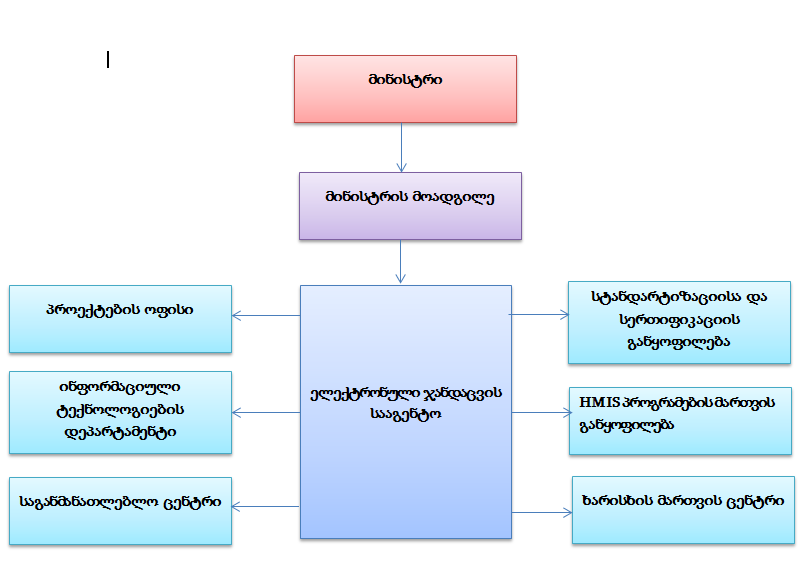 მინისტრი
მინისტრის მოადგილე
პროექტების ოფისი
ინფორმაციული
ტექნოლოგიების
დეპარტამენტი
საგანმანათლებლო ცენტრი
ელექტრონული ჯანდაცვის
სააგენტო
სტანდარტიზაციისა და
სერთიფიკაციის
განყოფილება
HMIS პროგრამების მართვის
განყოფილება
ხარისხის მართვის ცენტრი